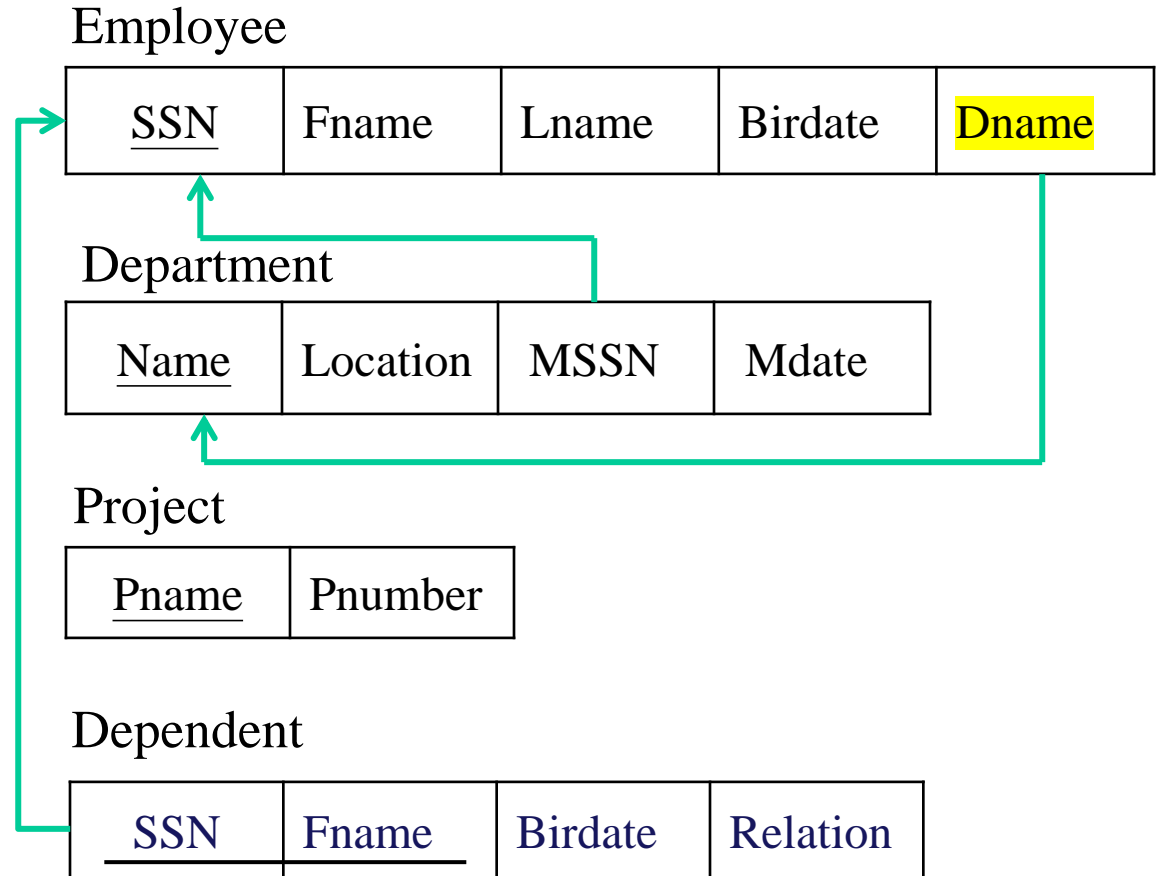 Employee
SSN Fname Lname Birdate Dname
Department
Name Location MSSN Mdate
Project
Pname Pnumber
Dependent
SSN Fname Birdate Relation